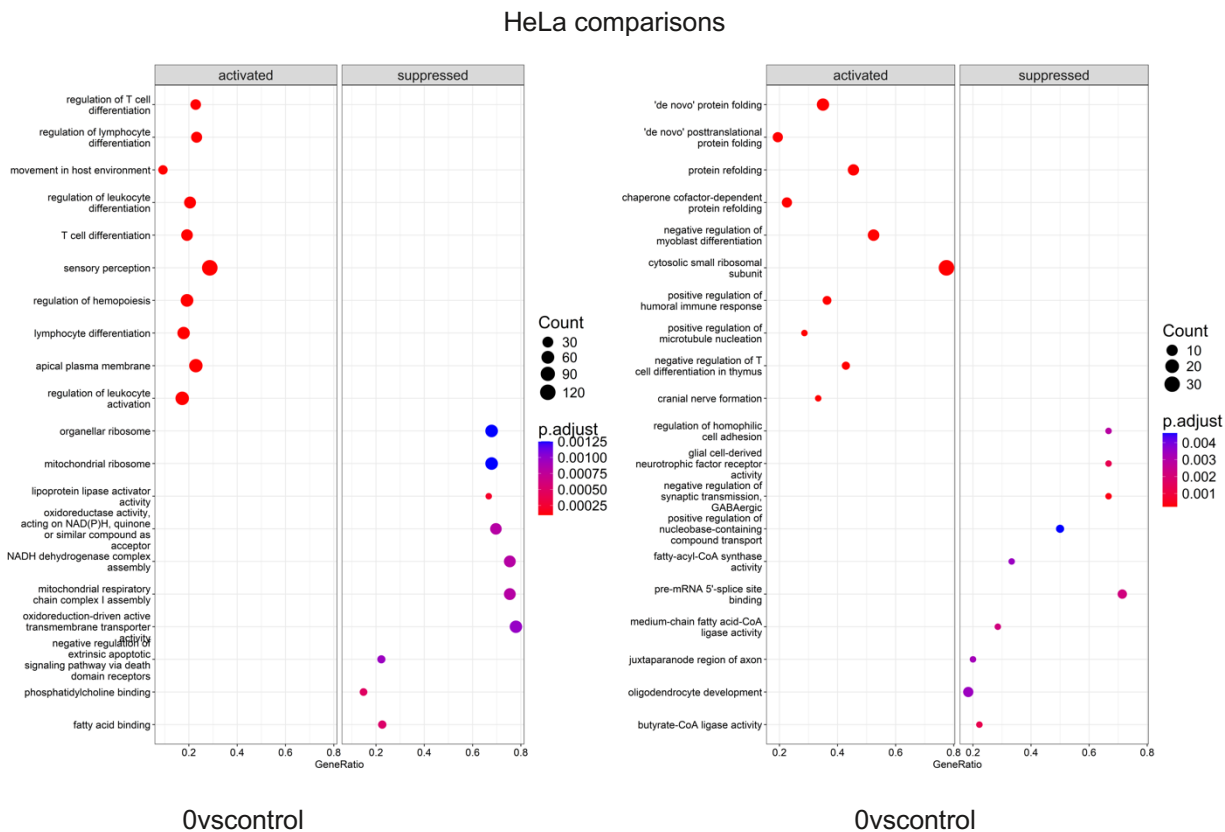 HeLa comparisons
activated
suppressed
regulation of T cell
differentiation
regulation of lymphocyte
differentiation
movement in host environment
regulation of leukocyte
differentiation
T cell differentiation
sensory perception
regulation of hemopoiesis
lymphocyte differentiation
apical plasma membrane
regulation of leukocyte
activation
organellar ribosome
mitochondrial ribosome
lipoprotein lipase activator
activity
oxidoreductase activity,
acting on NAD(P)H, quinone
or similar compound as
acceptor
NADH dehydrogenase complex
assembly
mitochondrial respiratory
chain complex I assembly
oxidoreduction-driven active
transmembrane transporter
activity
negative regulation of
extrinsic apoptotic
signaling pathway via death
domain receptors
phosphatidylcholine binding
fatty acid binding
0.2 0.4 0.6 0.8 0.2 0.4 0.6 0.8
GeneRatio
Count
30
60
90
120
p.adjust
0.00125
0.00100
0.00075
0.00050
0.00025
0vscontrol
activated
suppressed
'de novo' protein folding
'de novo' posttranslational
protein folding
protein refolding
chaperone cofactor-dependent
protein refolding
negative regulation of
myoblast differentiation
cytosolic small ribosomal
subunit
positive regulation of
humoral immune response
positive regulation of
microtubule nucleation
negative regulation of T
cell differentiation in thymus
cranial nerve formation
regulation of homophilic
cell adhesion
glial cell-derived
neurotrophic factor receptor
activity
negative regulation of
synaptic transmission,
GABAergic
positive regulation of
nucleobase-containing
compound transport
fatty-acyl-CoA synthase
activity
pre-mRNA 5'-splice site
binding
medium-chain fatty acid-CoA
ligase activity
juxtaparanode region of axon
oligodendrocyte development
butyrate-CoA ligase activity
0.2 0.4 0.6 0.8 0.2 0.4 0.6 0.8
GeneRatio
Count
10
20
30
p.adjust
0.004
0.003
0.002
0.001
0vscontrol